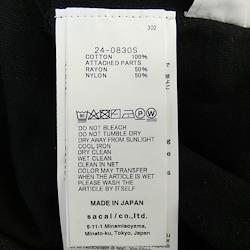 302
24-0830S
COTTON 100%
ATTACHED PARTS
RAYON 50%
NYLON 50%
DO NOT BLEACH
DO NOT TUMBLE DRY
DRY AWAY FROM SUNLIGHT
COOL IRON
DRY CLEAN
WET CLEAN
CLEAN IN NET
COLOR MAY TRANSFER
WHEN THE ARTICLE IS WET
PLEASE WASH THE
ARTICLE BY ITSELF
MADE IN JAPAN
sacai/co.,ltd.
6-11-1 Minamiaoyama,
Minato-ku, Tokyo, Japan